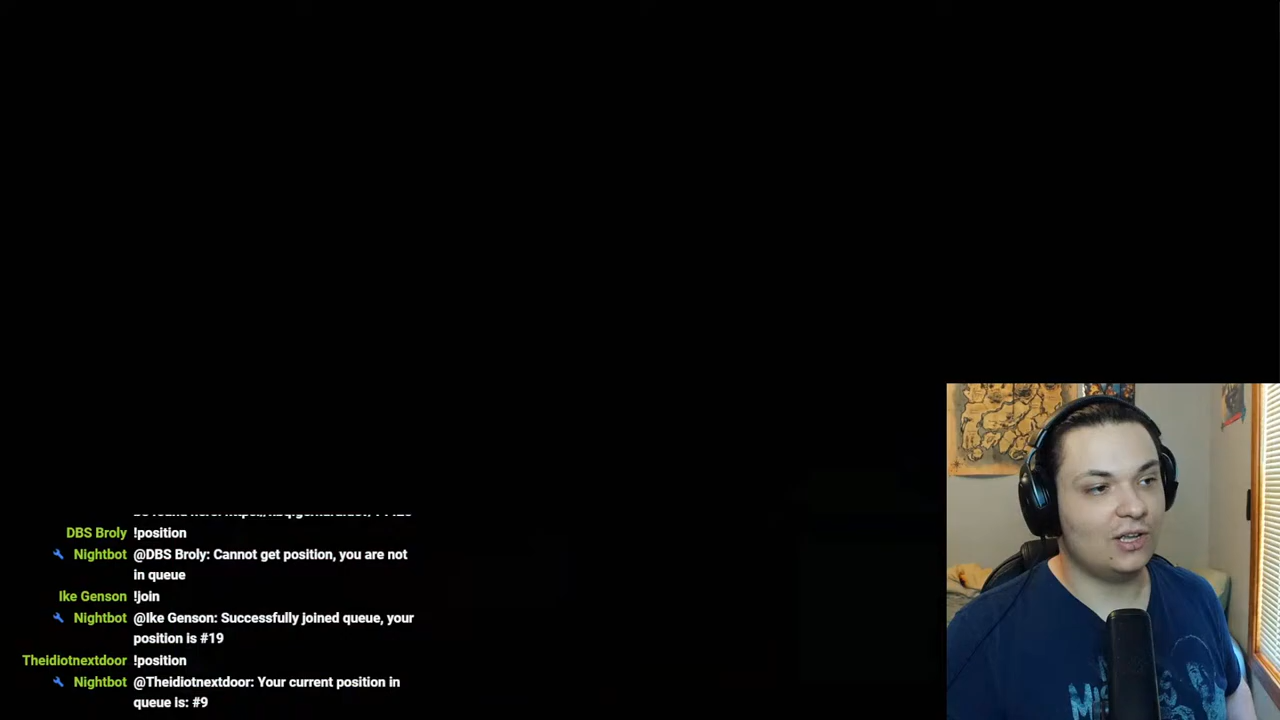 DBS Broly !position
Nightbot @DBS Broly: Cannot get position, you are not
in queue
Ike Genson !join
Nightbot @Ike Genson: Successfully joined queue, your
position is #19
Theidiotnextdoor !position
Nightbot @Theidiotnextdoor: Your current position in
queue is: #9